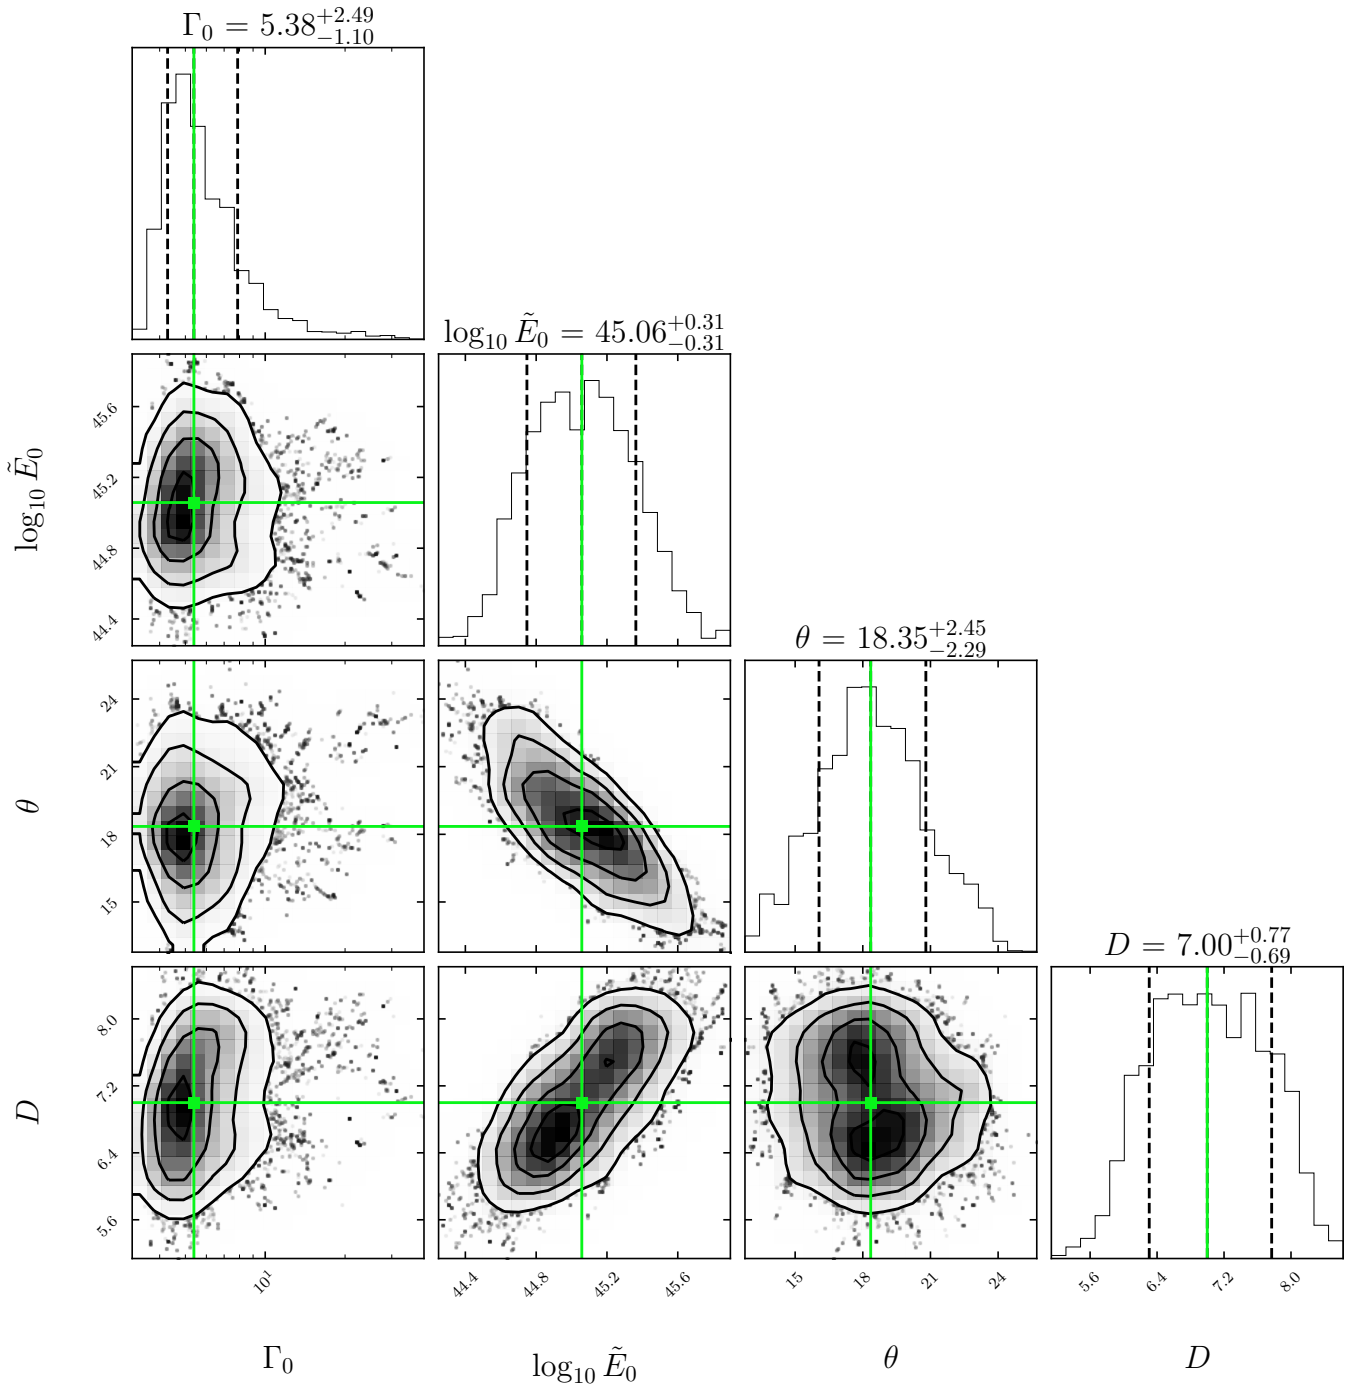 Γ₀ = 5.38⁺²·⁴⁹₋₁.₁₀
log₁₀ Ẽ₀ = 45.06⁺⁰·³¹₋₀.₃₁
log₁₀ Ẽ₀
45.6
45.2
44.8
44.4
θ = 18.35⁺²·⁴⁵₋₂.₂₉
θ
24
21
18
15
D = 7.00⁺⁰·⁷⁷₋₀.₆₉
D
8.0
7.2
6.4
5.6
10¹
44.4 44.8 45.2 45.6
15 18 21 24
5.6 6.4 7.2 8.0
Γ₀
log₁₀ Ẽ₀
θ
D